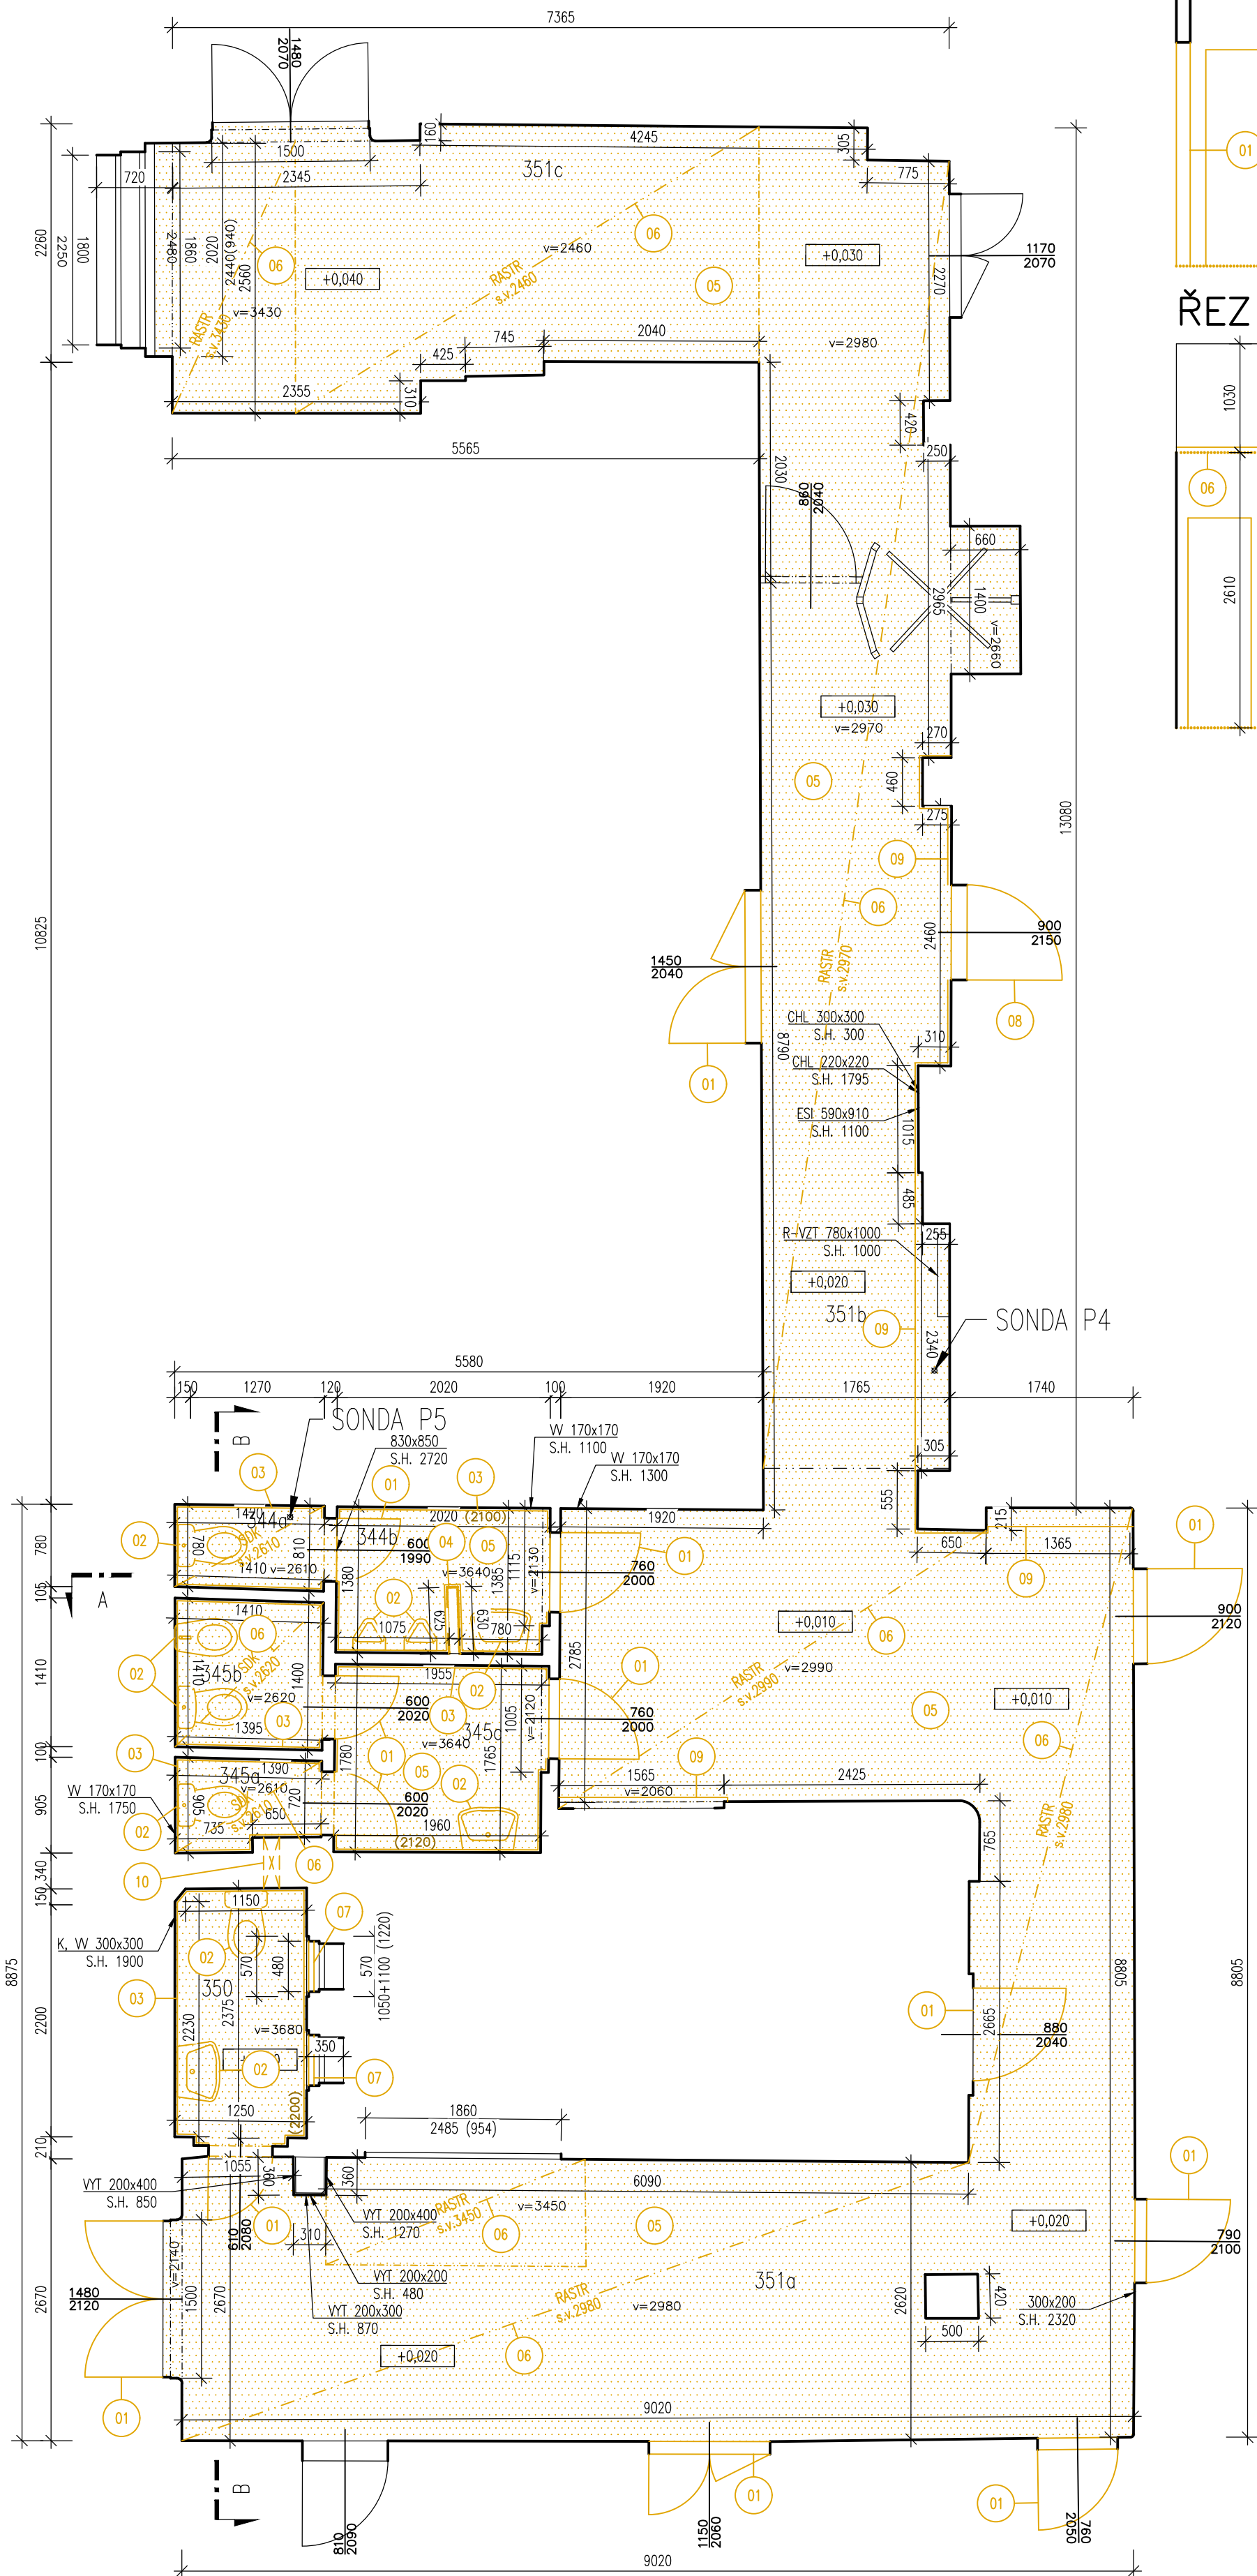 7365
1480
2070
160
4245
305
1500
351c
775
720
2345
2260
2250
1800
2480
1860
2020
2440(940)
2560
06
+0,040
RASTR
s.v.3430
v=3430
v=2460
06
RASTR
s.v.2460
05
+0,030
2270
1170
2070
v=2980
2040
745
425
2355
310
420
250
5565
2030
860
2040
660
1400
2965
v=2660
+0,030
v=2970
270
460
275
05
09
06
13080
10825
2460
900
2150
RASTR
s.v.2970
1450
2040
08
01
8790
CHL 300x300
S.H. 300
310
CHL 220x220
S.H. 1795
ESI 590x910
S.H. 1100
1015
485
255
R-VZT 780x1000
S.H. 1000
+0,020
351b
09
2340
SONDA P4
5580
150
1270
120
2020
100
1920
1765
1740
B
SONDA P5
830x850
S.H. 2720
W 170x170
S.H. 1100
W 170x170
S.H. 1300
305
555
03
01
03
(2100)
1420
344a
2020
1920
215
650
1365
01
02
780
SDK
s.v.2610
810
344b
600
1990
04
05
1115
01
09
780
105
1410
v=2610
1380
v=3640
1385
v=2130
760
2000
900
2120
A
02
625
630
1075
780
2785
+0,010
06
v=2990
RASTR
s.v.2990
1410
06
SDK
s.v.2620
345b
1410
1400
02
v=2620
03
1395
1955
01
600
2020
02
03
345c
1005
v=2120
760
2000
05
+0,010
06
1410
100
03
1780
v=3640
1765
01
05
02
09
2425
W 170x170
S.H. 1750
1390
345a
v=2610
905
SDK
s.v.2610
720
650
735
02
600
2020
1960
(2120)
1565
v=2060
905
340
150
10
06
765
RASTR
s.v.2980
K, W 300x300
S.H. 1900
1150
02
07
570
480
570
1050+1100 (1220)
350
03
2230
2375
v=3680
350
02
07
01
2665
880
2040
8805
8805
8875
2200
1250
(2200)
210
1860
2485 (954)
1055
360
VYT 200x400
S.H. 850
360
6090
v=3450
RASTR
s.v.3450
VYT 200x400
S.H. 1270
01
610
2080
310
06
05
+0,020
01
790
2100
v=2140
1480
2120
1500
2670
2670
VYT 200x200
S.H. 480
VYT 200x300
S.H. 870
351a
RASTR
s.v.2980
v=2980
2620
420
500
300x200
S.H. 2320
+0,020
06
01
9020
B
810
2090
1150
2060
01
01
760
2050
9020
01
ŘEZ
1030
06
2610